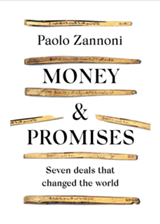 Paolo Zannoni
MONEY
&
PROMISES
Seven deals that
changed the world